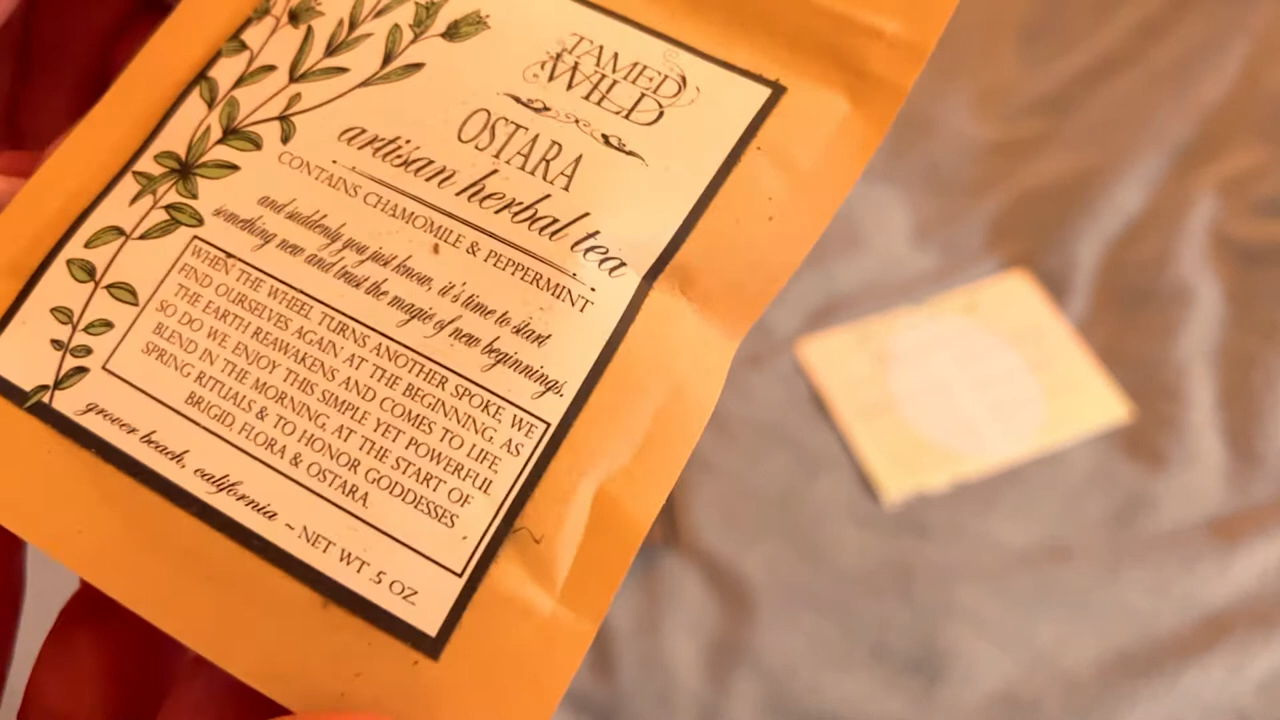 TAMED
WILD
OSTARA
artisan herbal tea
CONTAINS CHAMOMILE & PEPPERMINT
and suddenly you just know, it's time to start
something new and trust the magic of new beginnings.
WHEN THE WHEEL TURNS ANOTHER SPOKE, WE
FIND OURSELVES AGAIN AT THE BEGINNING. AS
THE EARTH REAWAKENS AND COMES TO LIFE,
SO DO WE ENJOY THIS SIMPLE YET POWERFUL
BLEND IN THE MORNING, AT THE START OF
SPRING RITUALS & TO HONOR GODDESSES
BRIGID, FLORA & OSTARA.
grover beach, california ~ NET WT .5 OZ.